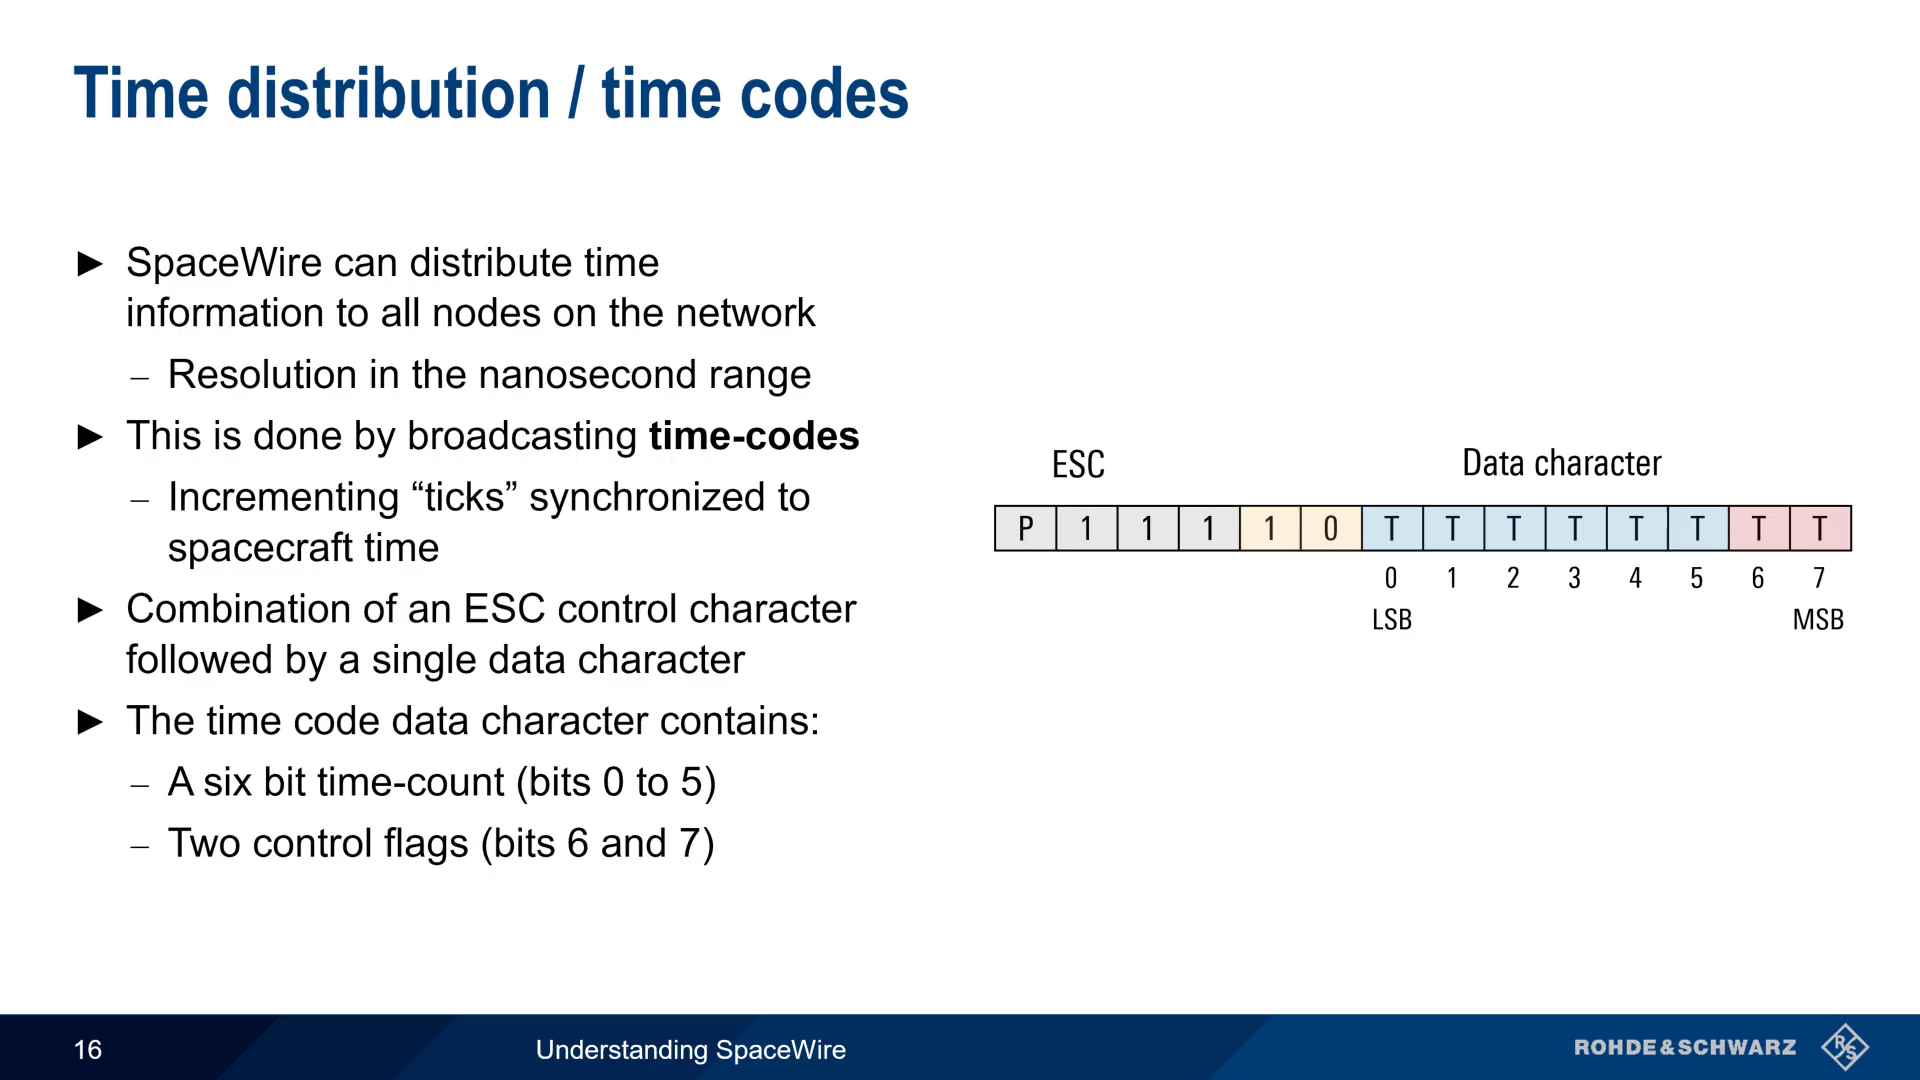 Time distribution / time codes
► SpaceWire can distribute time
information to all nodes on the network
– Resolution in the nanosecond range
► This is done by broadcasting time-codes
– Incrementing “ticks” synchronized to
spacecraft time
► Combination of an ESC control character
followed by a single data character
► The time code data character contains:
– A six bit time-count (bits 0 to 5)
– Two control flags (bits 6 and 7)
ESC Data character
P 1 1 1 1 0 T T T T T T T T
0 1 2 3 4 5 6 7
LSB MSB
16 Understanding SpaceWire ROHDE & SCHWARZ R S